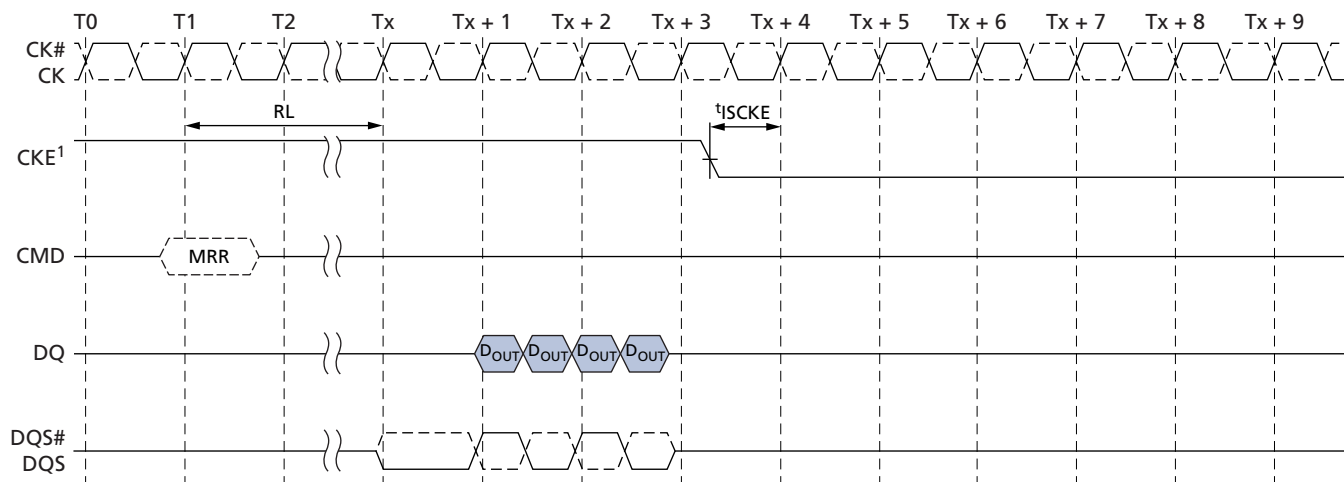 T0 T1 T2 Tx Tx + 1 Tx + 2 Tx + 3 Tx + 4 Tx + 5 Tx + 6 Tx + 7 Tx + 8 Tx + 9
CK#
CK
RL
tISCKE
CKE1
CMD
MRR
DQ
DOUT DOUT DOUT DOUT
DQS#
DQS